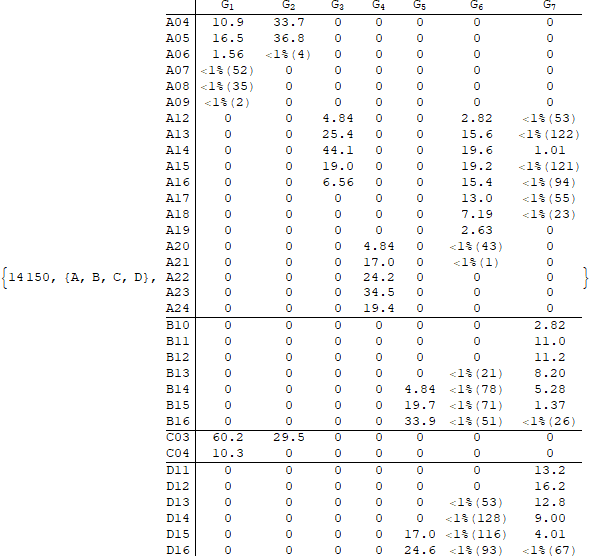 G1 G2 G3 G4 G5 G6 G7
A04 10.9 33.7 0 0 0 0 0
A05 16.5 36.8 0 0 0 0 0
A06 1.56 <1%(4) 0 0 0 0 0
A07 <1%(52) 0 0 0 0 0 0
A08 <1%(35) 0 0 0 0 0 0
A09 <1%(2) 0 0 0 0 0 0
A12 0 0 4.84 0 0 2.82 <1%(53)
A13 0 0 25.4 0 0 15.6 <1%(122)
A14 0 0 44.1 0 0 19.6 1.01
A15 0 0 19.0 0 0 19.2 <1%(121)
A16 0 0 6.56 0 0 15.4 <1%(94)
A17 0 0 0 0 0 13.0 <1%(55)
A18 0 0 0 0 0 7.19 <1%(23)
A19 0 0 0 0 0 2.63 0
A20 0 0 0 4.84 0 <1%(43) 0
A21 0 0 0 17.0 0 <1%(1) 0
{14150, {A, B, C, D}, A22 0 0 0 24.2 0 0 0 }
A23 0 0 0 34.5 0 0 0
A24 0 0 0 19.4 0 0 0
B10 0 0 0 0 0 0 2.82
B11 0 0 0 0 0 0 11.0
B12 0 0 0 0 0 0 11.2
B13 0 0 0 0 0 <1%(21) 8.20
B14 0 0 0 0 4.84 <1%(78) 5.28
B15 0 0 0 0 19.7 <1%(71) 1.37
B16 0 0 0 0 33.9 <1%(51) <1%(26)
C03 60.2 29.5 0 0 0 0 0
C04 10.3 0 0 0 0 0 0
D11 0 0 0 0 0 0 13.2
D12 0 0 0 0 0 0 16.2
D13 0 0 0 0 0 <1%(53) 12.8
D14 0 0 0 0 0 <1%(128) 9.00
D15 0 0 0 0 17.0 <1%(116) 4.01
D16 0 0 0 0 24.6 <1%(93) <1%(67)